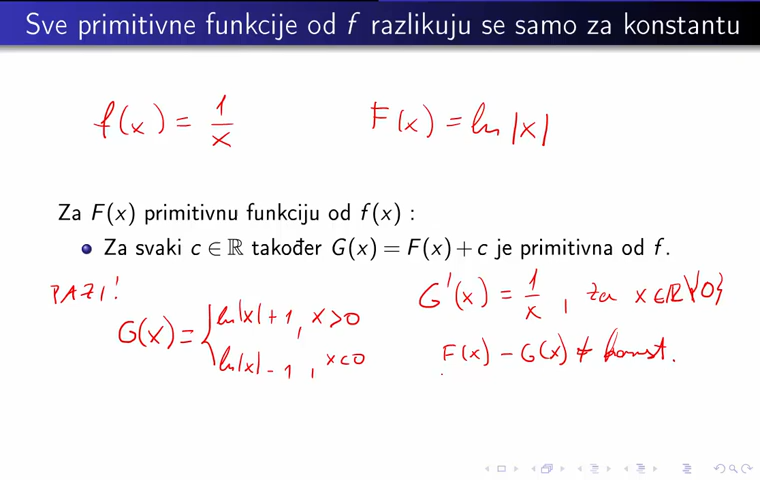 Sve primitivne funkcije od f razlikuju se samo za konstantu
f(x) = 1/x F(x) = ln |x|
Za F(x) primitivnu funkciju od f(x) :
Za svaki c ∈ ℝ također G(x) = F(x) + c je primitivna od f.
PAZI! G'(x) = 1/x , za x ∈ ℝ\{0}
G(x) = { ln|x| + 1, x > 0
ln|x| - 1, x < 0
F(x) - G(x) ≠ konst.